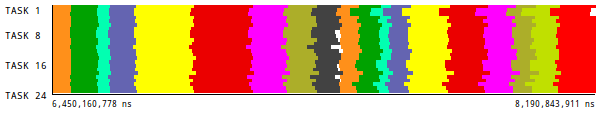 TASK 1
TASK 8
TASK 16
TASK 24
6,450,160,778 ns
8,190,843,911 ns